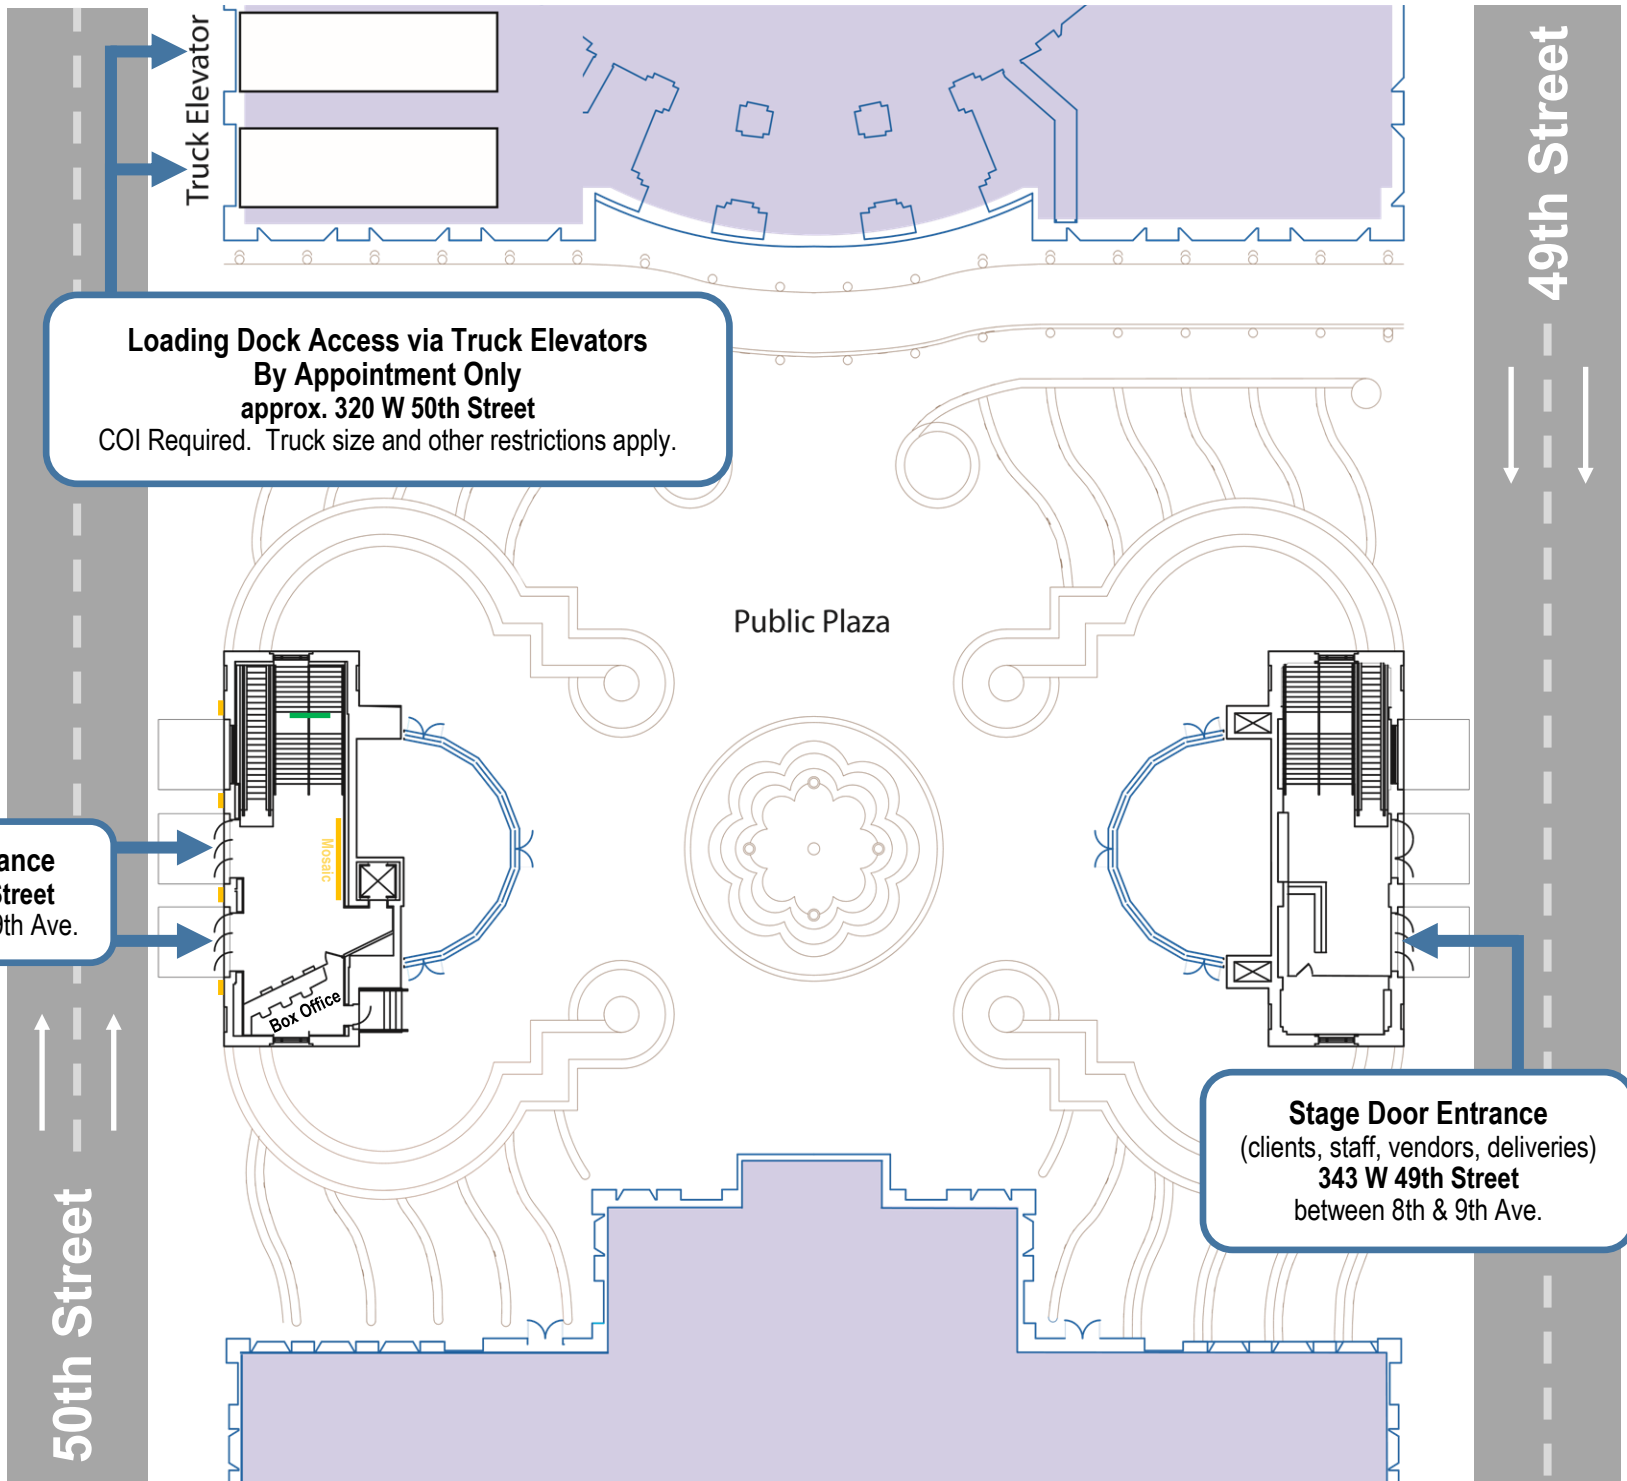 Truck Elevator
49th Street
Loading Dock Access via Truck Elevators
By Appointment Only
approx. 320 W 50th Street
COI Required. Truck size and other restrictions apply.
Public Plaza
Mosaic
ance
Street
9th Ave.
Box Office
Stage Door Entrance
(clients, staff, vendors, deliveries)
343 W 49th Street
between 8th & 9th Ave.
50th Street